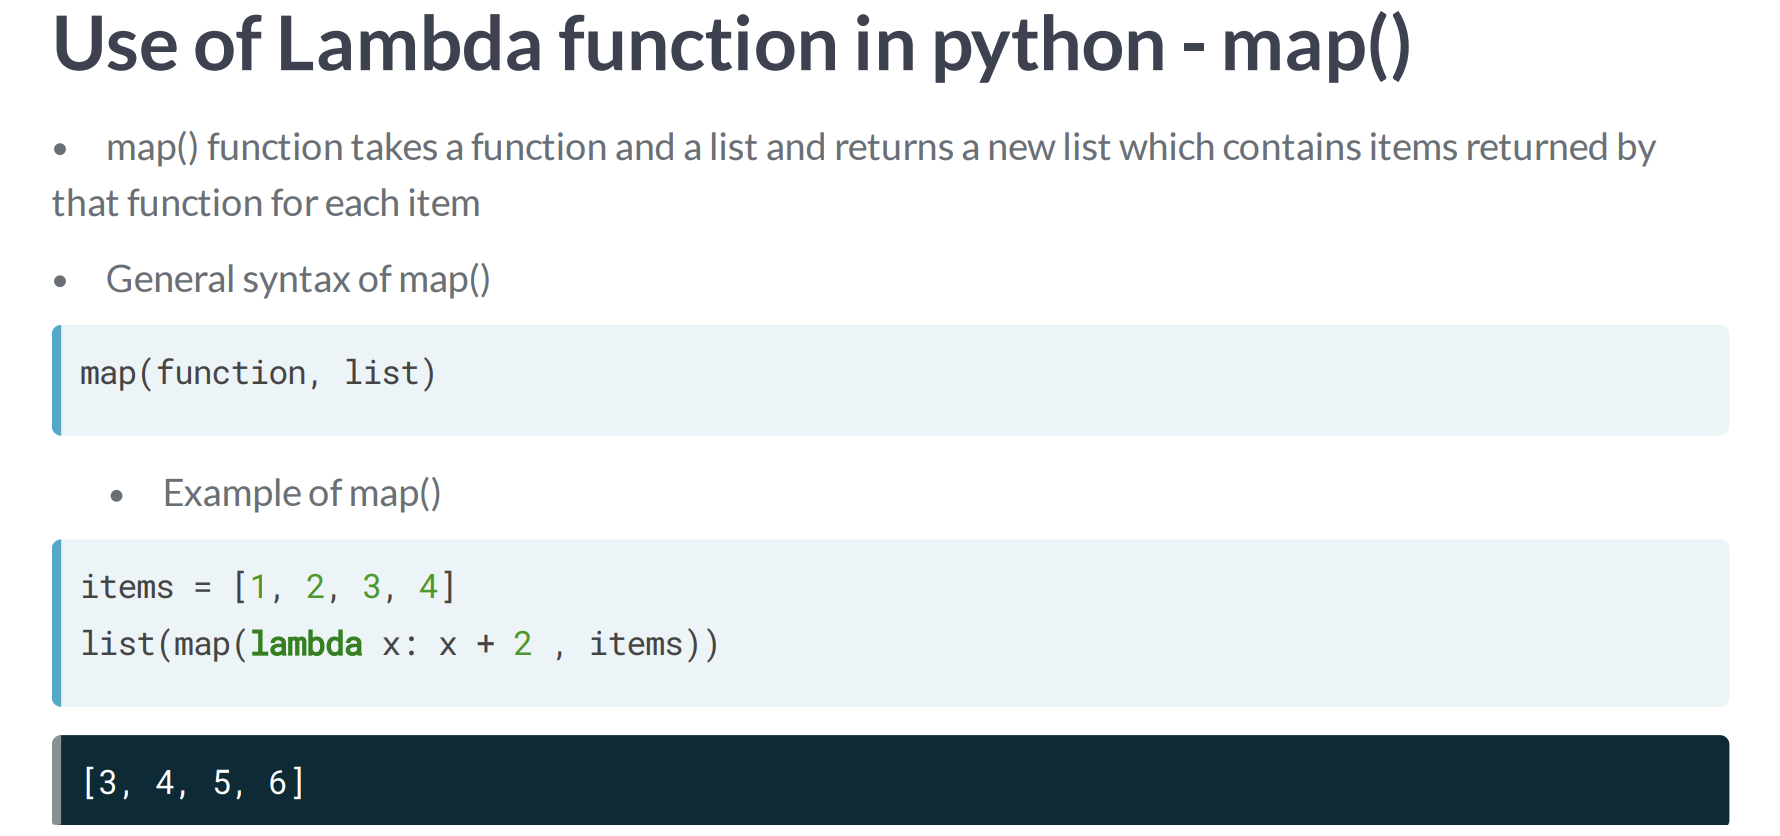 Use of Lambda function in python - map()
• map() function takes a function and a list and returns a new list which contains items returned by
that function for each item
• General syntax of map()
map(function, list)
• Example of map()
items = [1, 2, 3, 4]
list(map(lambda x: x + 2 , items))
[3, 4, 5, 6]